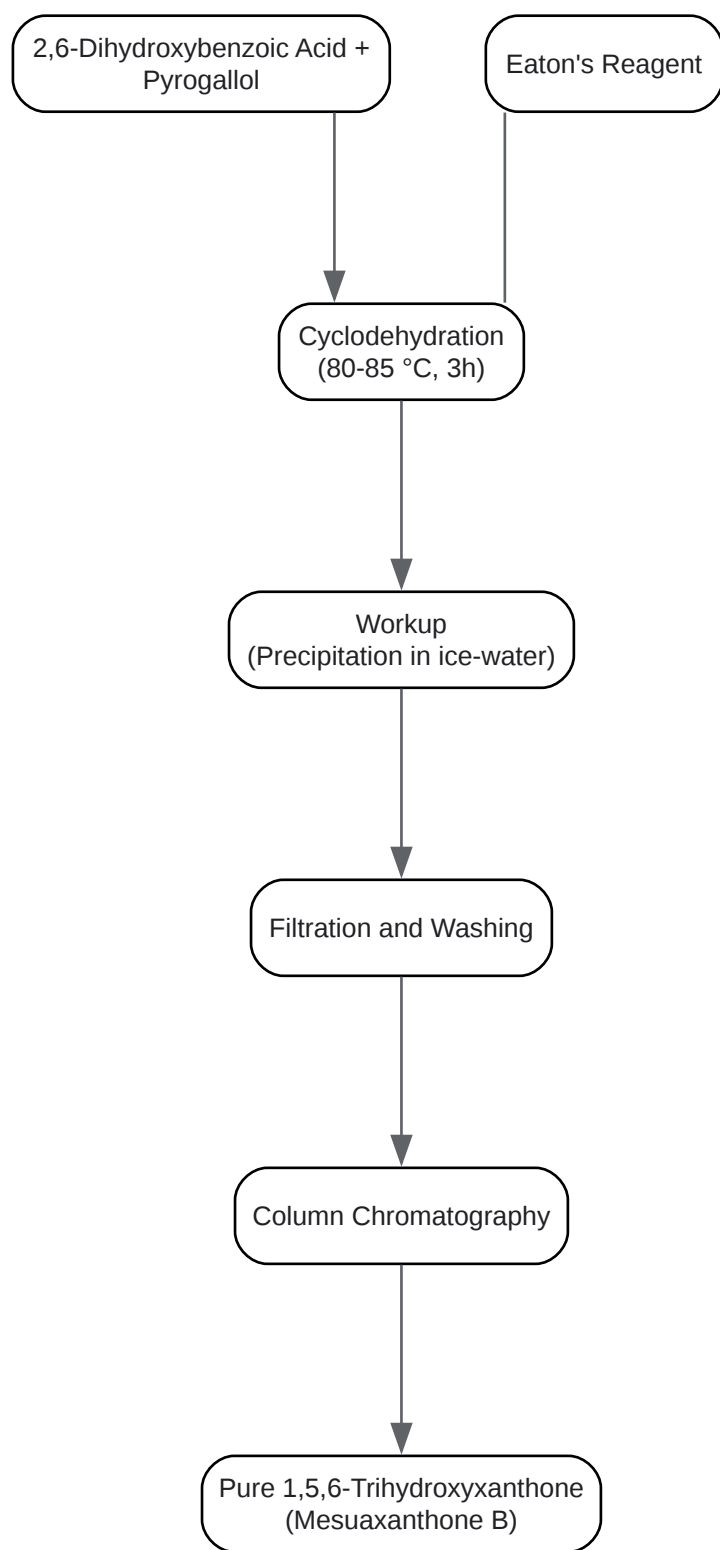 2,6-Dihydroxybenzoic Acid +
Pyrogallol
Eaton's Reagent
Cyclodehydration
(80-85 °C, 3h)
Workup
(Precipitation in ice-water)
Filtration and Washing
Column Chromatography
Pure 1,5,6-Trihydroxyxanthone
(Mesuaxanthone B)